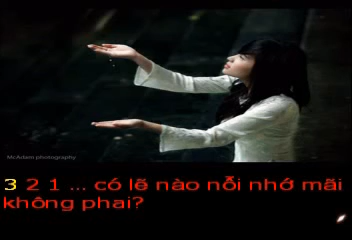 McAdam photography
3 2 1 ... có lẽ nào nỗi nhớ mãi
không phai?